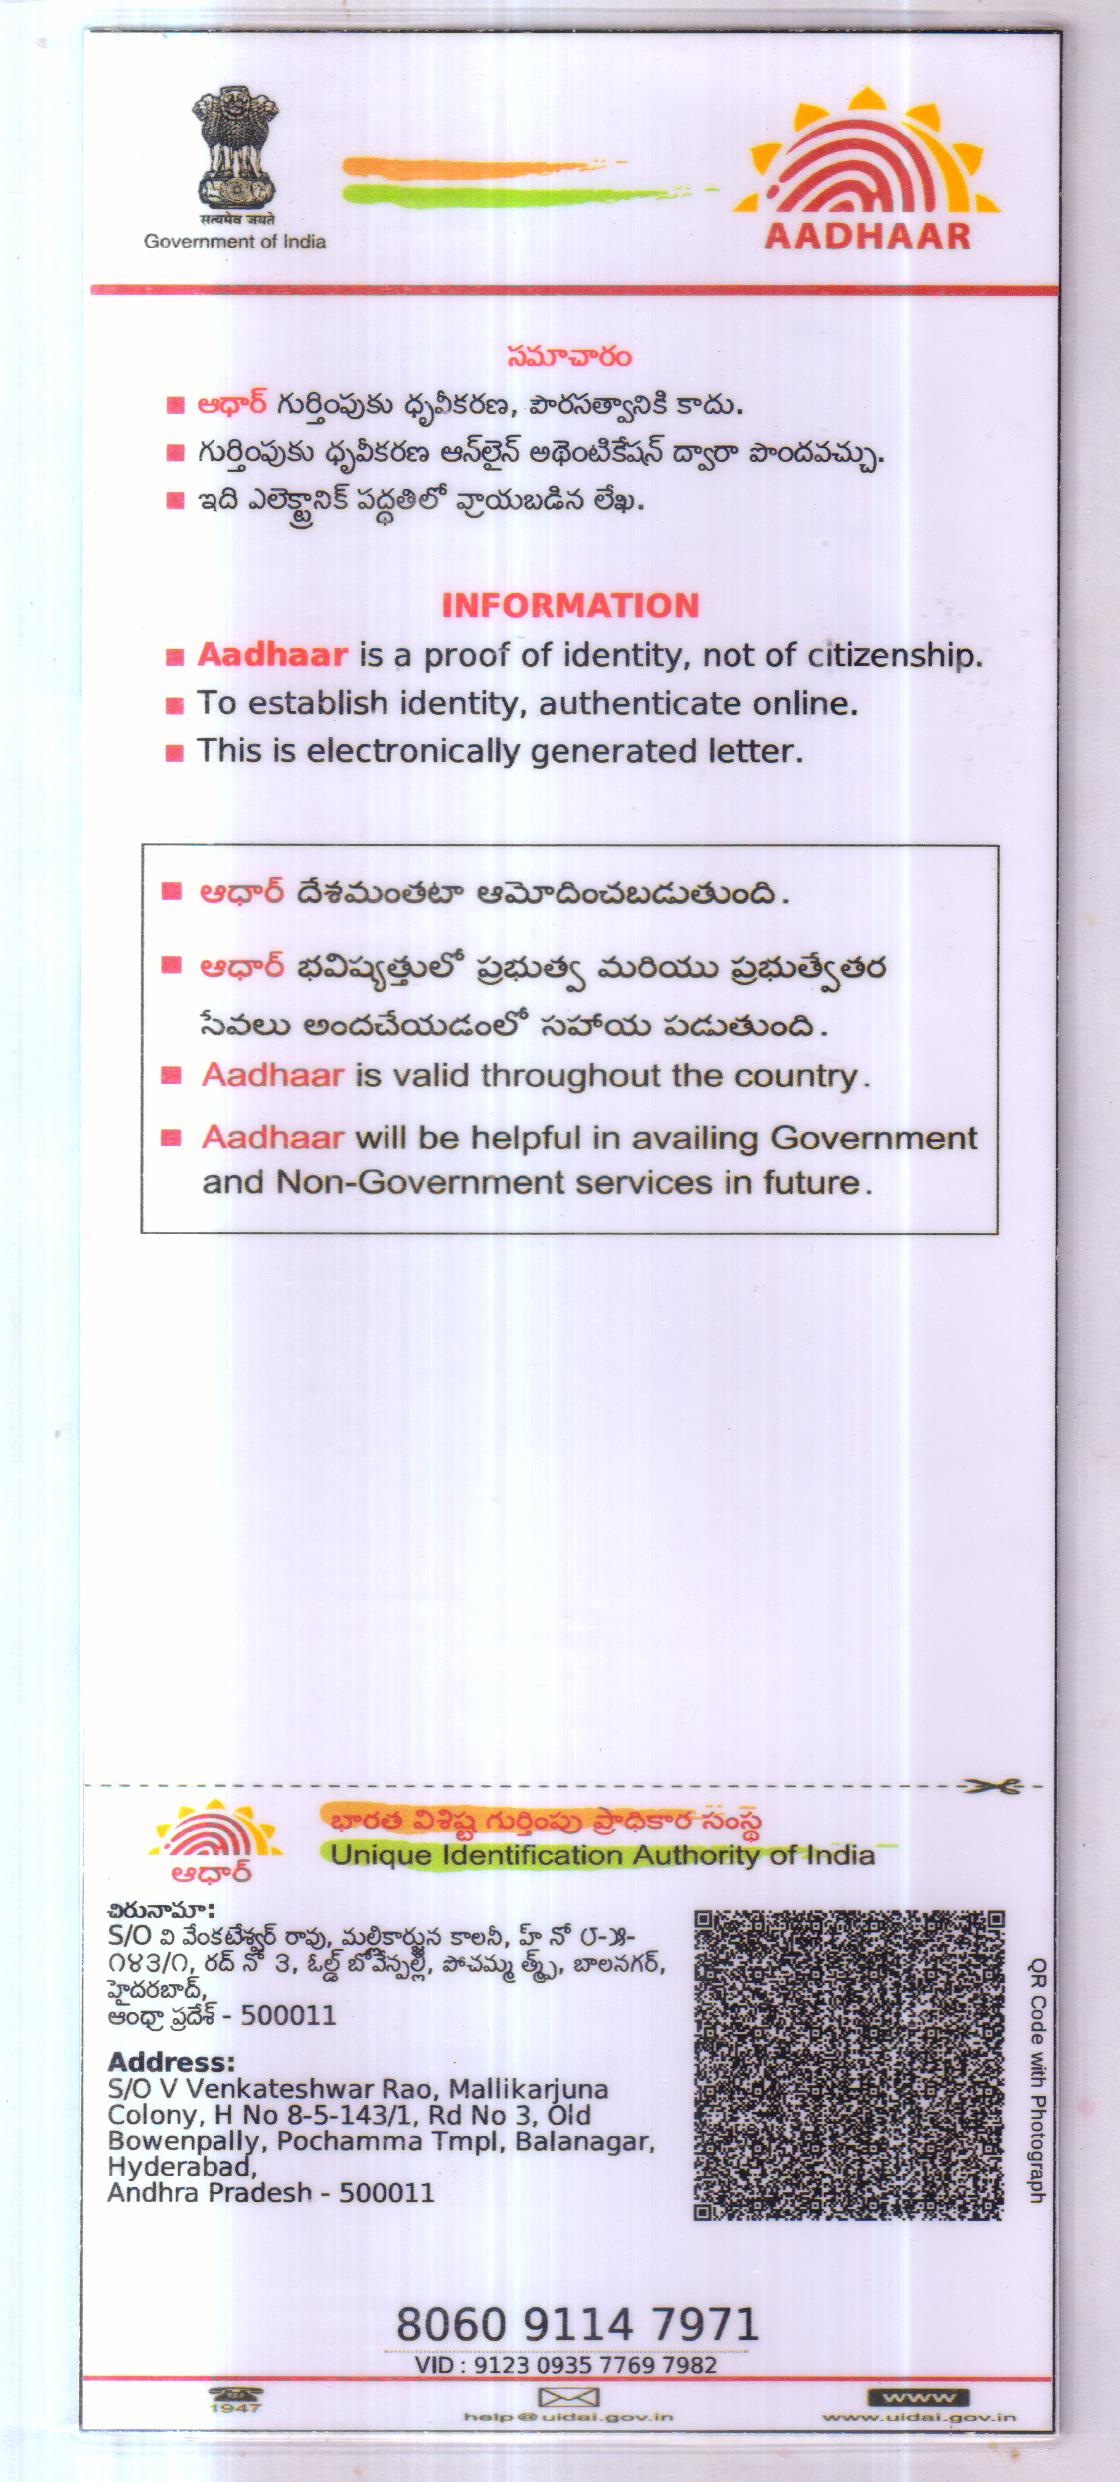 सत्यमेव जयते
Government of India
AADHAAR
సమాచారం
ఆధార్ గుర్తింపుకు ధృవీకరణ, పౌరసత్వానికి కాదు.
గుర్తింపుకు ధృవీకరణ ఆన్‌లైన్ అథెంటికేషన్ ద్వారా పొందవచ్చు.
ఇది ఎలెక్ట్రానిక్ పద్ధతిలో వ్రాయబడిన లేఖ.
INFORMATION
Aadhaar is a proof of identity, not of citizenship.
To establish identity, authenticate online.
This is electronically generated letter.
ఆధార్ దేశమంతటా ఆమోదించబడుతుంది.
ఆధార్ భవిష్యత్తులో ప్రభుత్వ మరియు ప్రభుత్వేతర
సేవలు అందచేయడంలో సహాయ పడుతుంది.
Aadhaar is valid throughout the country.
Aadhaar will be helpful in availing Government
and Non-Government services in future.
ఆధార్
భారత విశిష్ట గుర్తింపు ప్రాధికార సంస్థ
Unique Identification Authority of India
చిరునామా:
S/O వి వేంకటేశ్వర్ రావు, మల్లికార్జున కాలనీ, హ్ నో ౮-౫-
౧౪౩/౧, రద్ నో 3, ఓల్డ్ బోవేన్పల్లి, పోచమ్మ బాలనగర్,
హైదరబాద్,
ఆంధ్రా ప్రదేశ్ - 500011
Address:
S/O V Venkateshwar Rao, Mallikarjuna
Colony, H No 8-5-143/1, Rd No 3, Old
Bowenpally, Pochamma Tmpl, Balanagar,
Hyderabad,
Andhra Pradesh - 500011
QR Code with Photograph
8060 9114 7971
VID : 9123 0935 7769 7982
1947
help@uidai.gov.in
www
www.uidai.gov.in